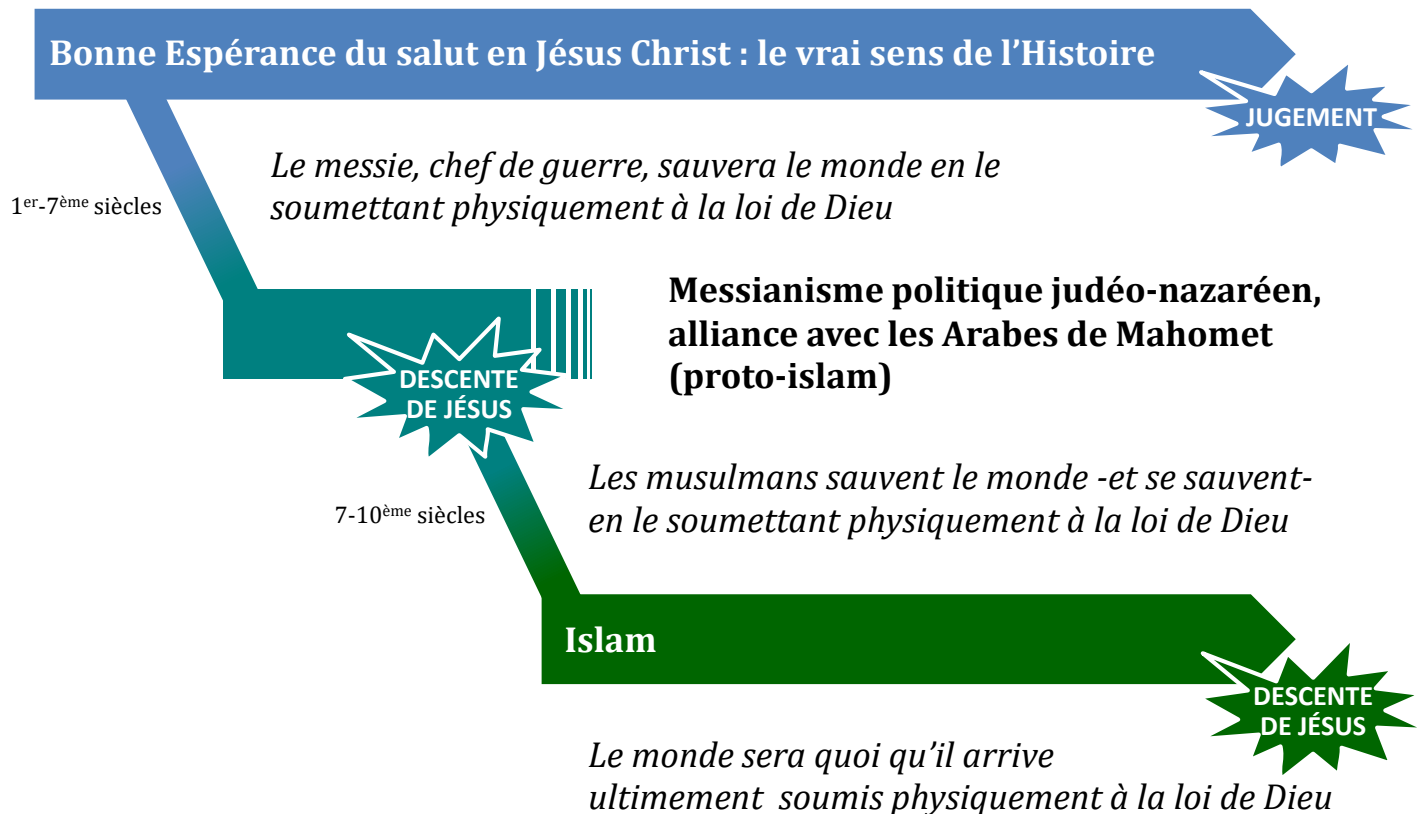 Bonne Espérance du salut en Jésus Christ : le vrai sens de l’Histoire
JUGEMENT
Le messie, chef de guerre, sauvera le monde en le
soumettant physiquement à la loi de Dieu
1er-7ème siècles
Messianisme politique judéo-nazaréen,
alliance avec les Arabes de Mahomet
(proto-islam)
DESCENTE
DE JÉSUS
Les musulmans sauvent le monde -et se sauvent-
en le soumettant physiquement à la loi de Dieu
7-10ème siècles
Islam
DESCENTE
DE JÉSUS
Le monde sera quoi qu’il arrive
ultimement soumis physiquement à la loi de Dieu